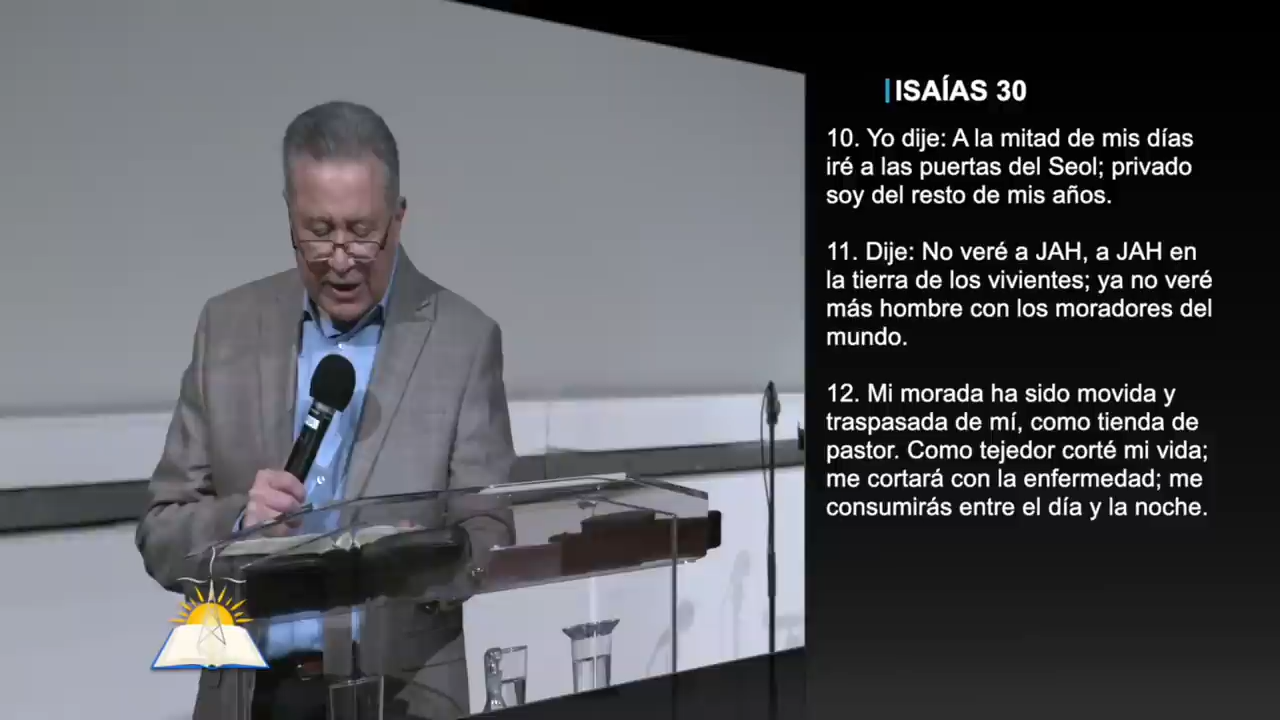 ISAÍAS 30
10. Yo dije: A la mitad de mis días
iré a las puertas del Seol; privado
soy del resto de mis años.
11. Dije: No veré a JAH, a JAH en
la tierra de los vivientes; ya no veré
más hombre con los moradores del
mundo.
12. Mi morada ha sido movida y
traspasada de mí, como tienda de
pastor. Como tejedor corté mi vida;
me cortará con la enfermedad; me
consumirás entre el día y la noche.